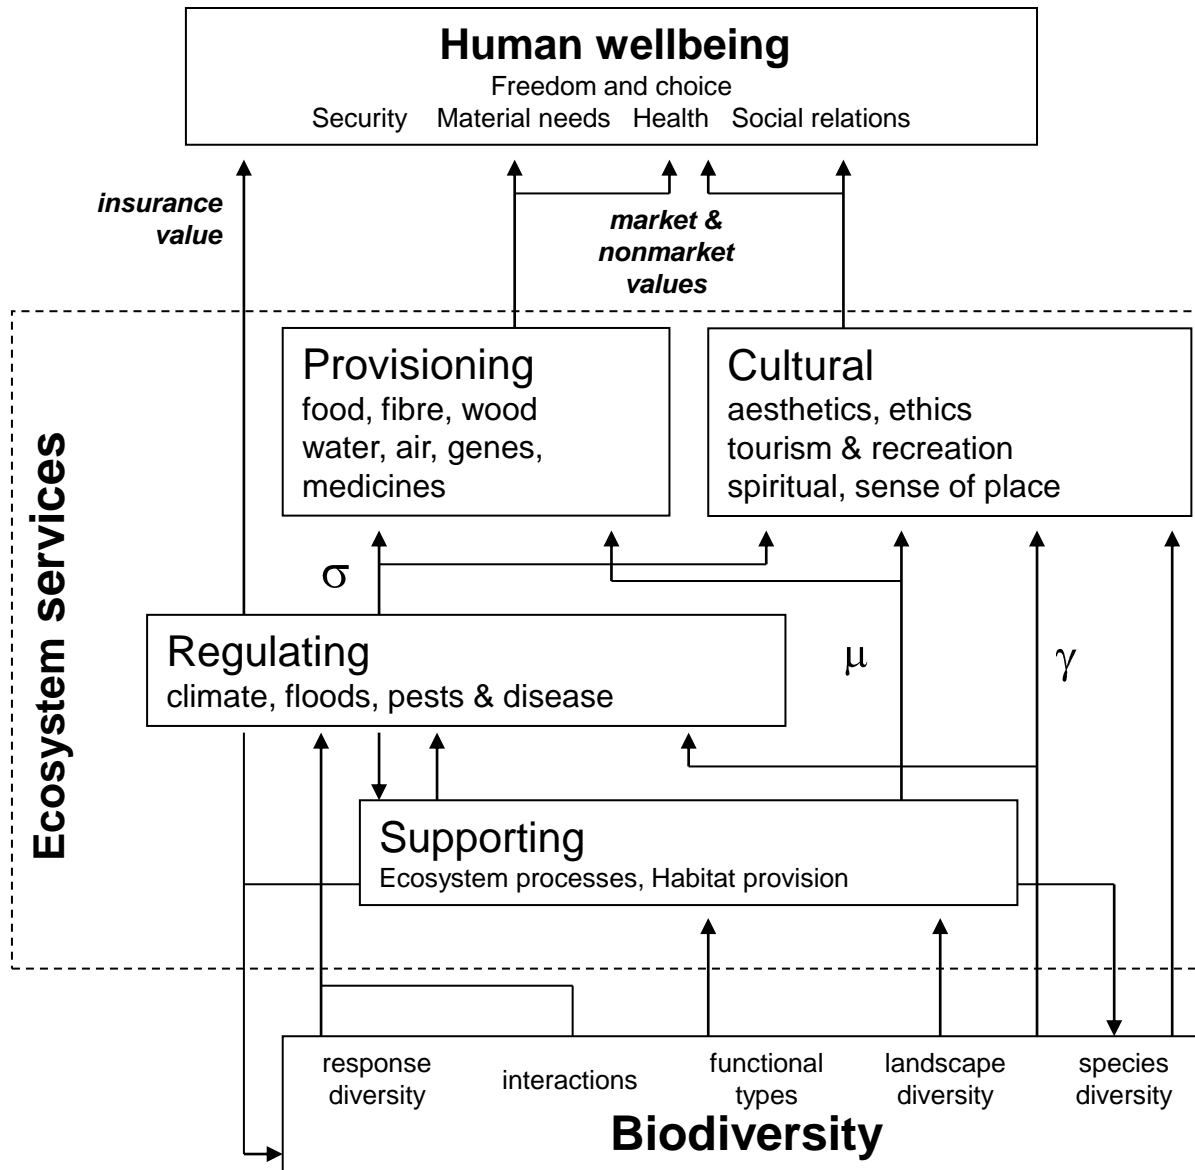 Human wellbeing
Freedom and choice
Security Material needs Health Social relations
insurance
value
market &
nonmarket
values
Ecosystem services
Provisioning
food, fibre, wood
water, air, genes,
medicines
Cultural
aesthetics, ethics
tourism & recreation
spiritual, sense of place
σ
Regulating
climate, floods, pests & disease
μ
γ
Supporting
Ecosystem processes, Habitat provision
response
diversity
interactions
functional
types
landscape
diversity
species
diversity
Biodiversity